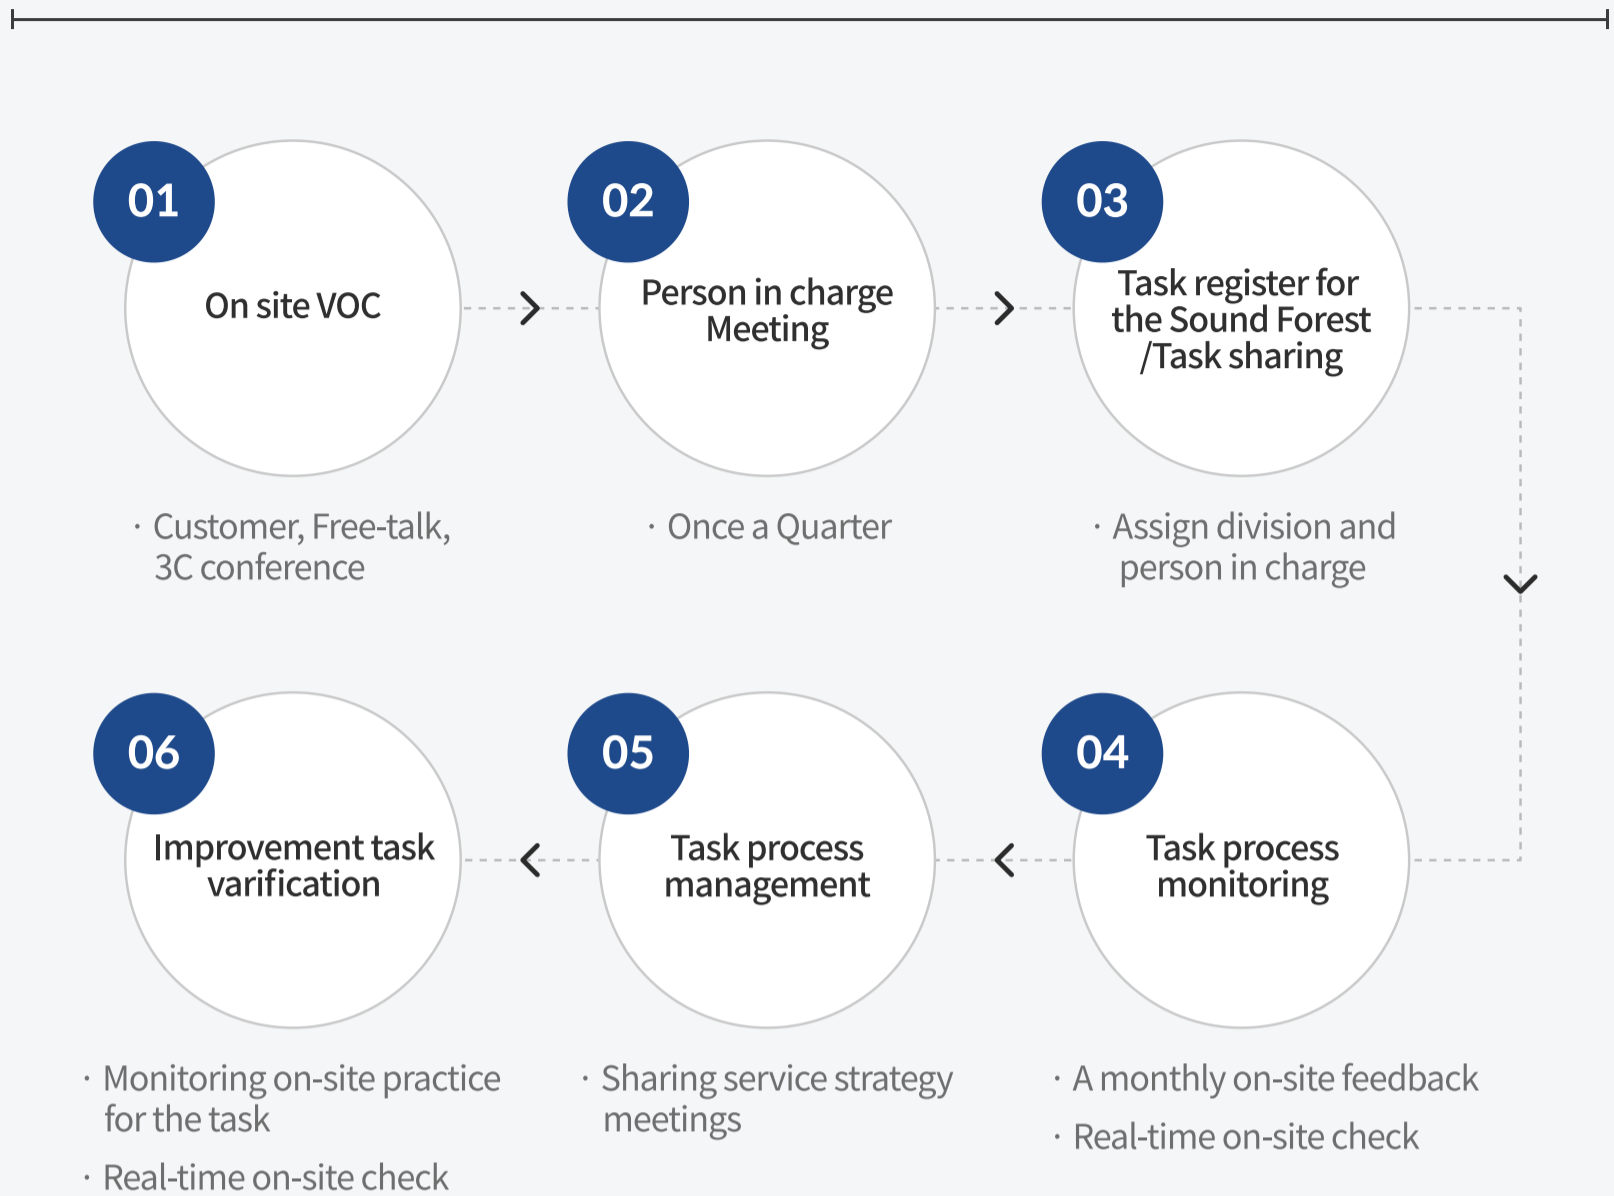 01
On site VOC
· Customer, Free-talk,
3C conference
02
Person in charge
Meeting
· Once a Quarter
03
Task register for
the Sound Forest
/Task sharing
· Assign division and
person in charge
04
Task process
monitoring
· A monthly on-site feedback
· Real-time on-site check
05
Task process
management
· Sharing service strategy
meetings
06
Improvement task
varification
· Monitoring on-site practice
for the task
· Real-time on-site check